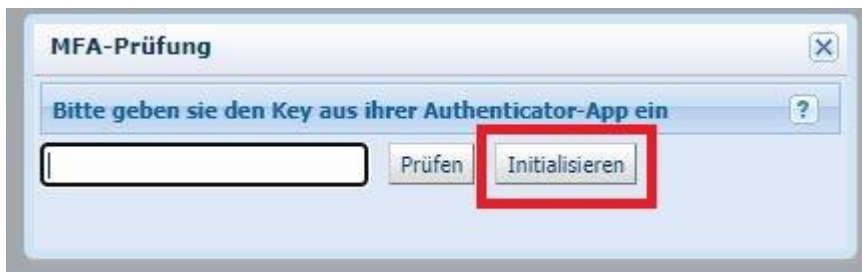 MFA-Prüfung
Bitte geben sie den Key aus ihrer Authenticator-App ein
?
Prüfen Initialisieren